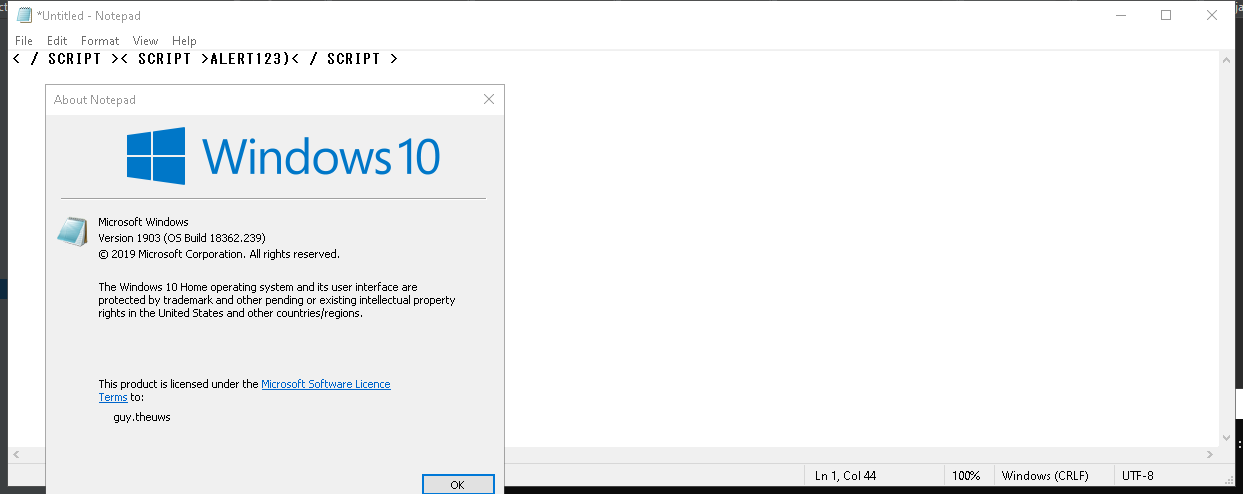 *Untitled - Notepad
File Edit Format View Help
< / SCRIPT >< SCRIPT >ALERT123)< / SCRIPT >
About Notepad
Windows 10
Microsoft Windows
Version 1903 (OS Build 18362.239)
© 2019 Microsoft Corporation. All rights reserved.
The Windows 10 Home operating system and its user interface are
protected by trademark and other pending or existing intellectual property
rights in the United States and other countries/regions.
This product is licensed under the Microsoft Software Licence
Terms to:
guy.theuws
OK
Ln 1, Col 44 100% Windows (CRLF) UTF-8